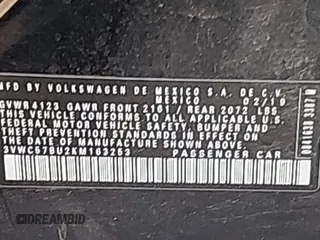 MFD. BY VOLKSWAGEN DE MEXICO S.A. DE C.V.
MEXICO 02/19
GVWR 4123 GAWR FRONT 2161 / REAR 2072 LBS
THIS VEHICLE CONFORMS TO ALL APPLICABLE U.S.
FEDERAL MOTOR VEHICLE SAFETY, BUMPER AND
THEFT PREVENTION STANDARDS IN EFFECT ON
THE DATE OF MANUFACTURE SHOWN ABOVE
3VWC57BU2KM163253 PASSENGER CAR
DREAMBID